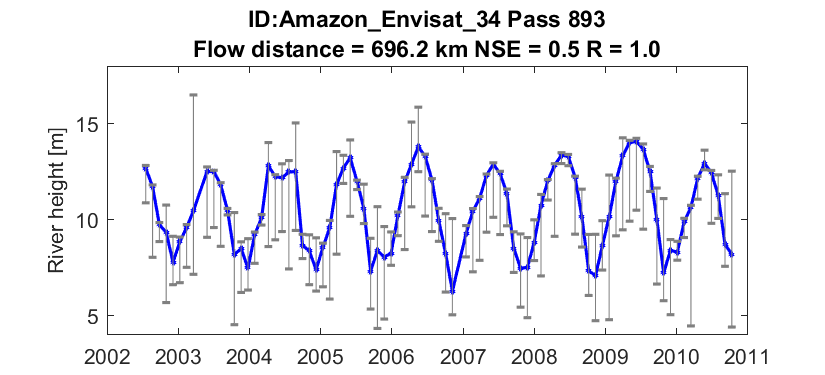 ID:Amazon_Envisat_34 Pass 893
Flow distance = 696.2 km NSE = 0.5 R = 1.0
River height [m]
15
10
5
2002 2003 2004 2005 2006 2007 2008 2009 2010 2011